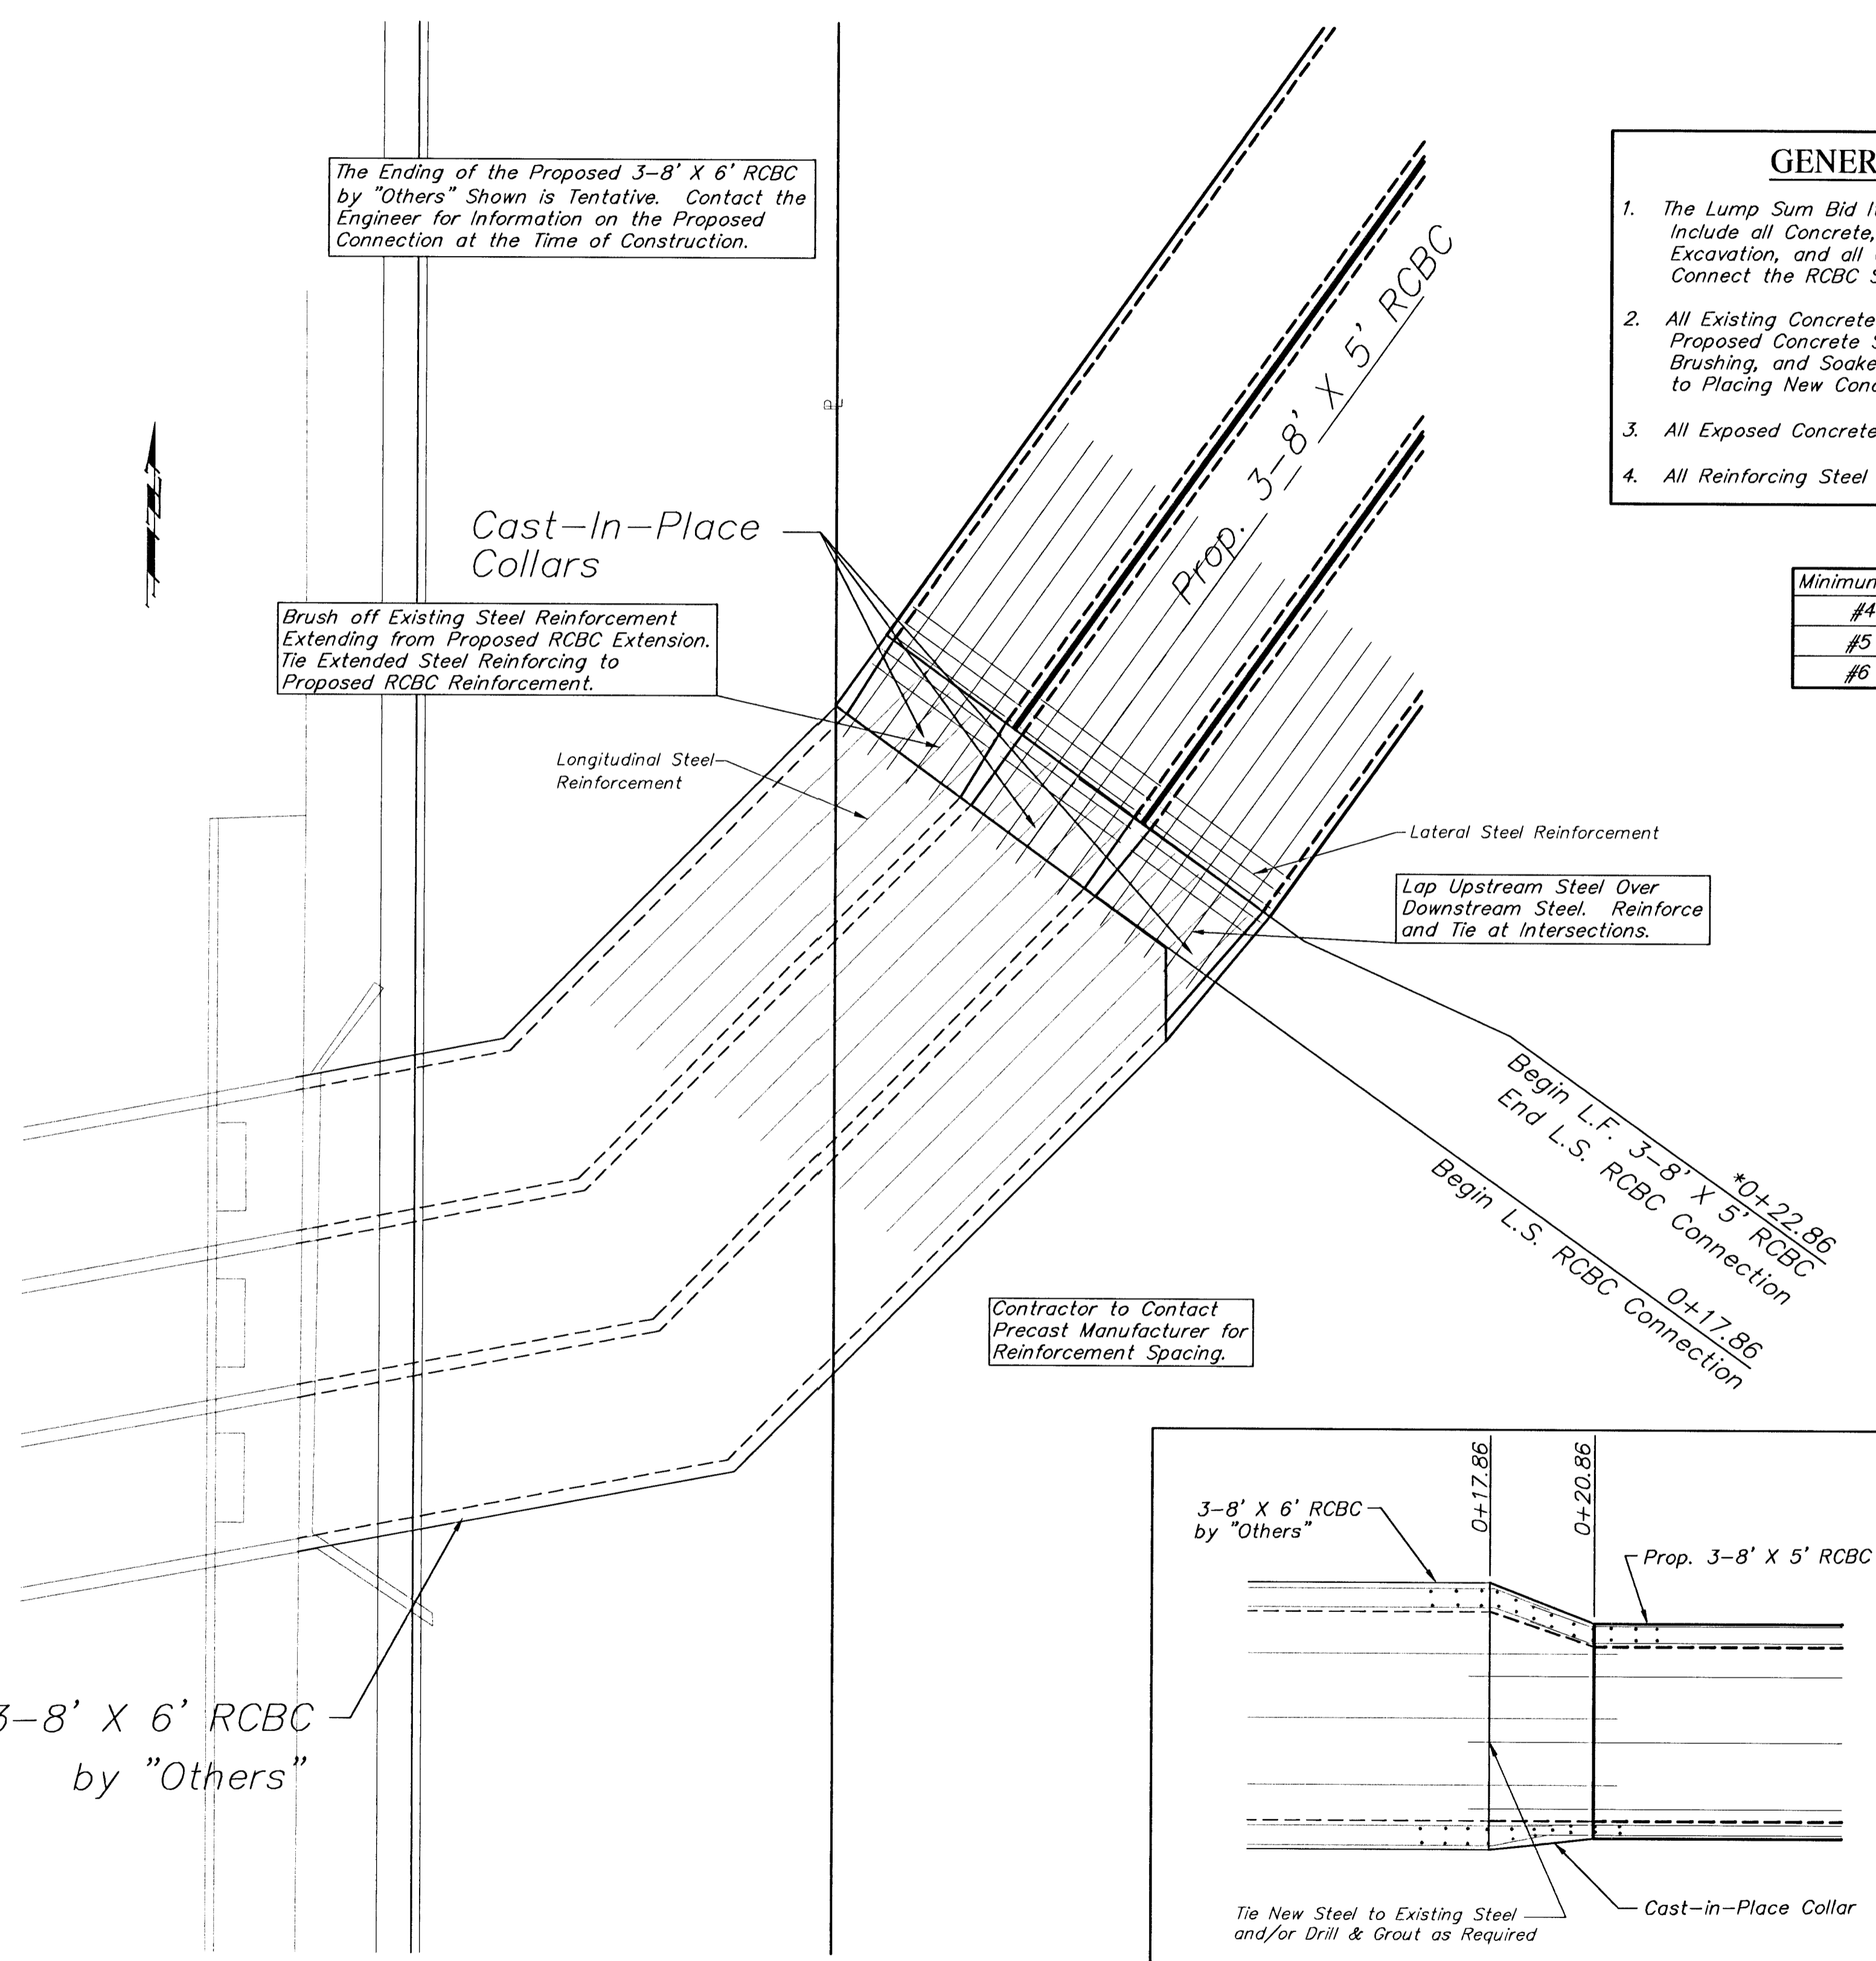 The Ending of the Proposed 3-8' X 6' RCBC
by "Others" Shown is Tentative. Contact the
Engineer for Information on the Proposed
Connection at the Time of Construction.
GENER
1. The Lump Sum Bid I
Include all Concrete,
Excavation, and all
Connect the RCBC S
2. All Existing Concrete
Proposed Concrete S
Brushing, and Soake
to Placing New Conc
3. All Exposed Concrete
4. All Reinforcing Steel
Prop. 3-8' X 5' RCBC
Cast-In-Place
Collars
Minimun
#4
#5
#6
Brush off Existing Steel Reinforcement
Extending from Proposed RCBC Extension.
Tie Extended Steel Reinforcing to
Proposed RCBC Reinforcement.
Longitudinal Steel
Reinforcement
Lateral Steel Reinforcement
Lap Upstream Steel Over
Downstream Steel. Reinforce
and Tie at Intersections.
*0+22.86
Begin L.F. 3-8' X 5' RCBC
End L.S. RCBC Connection
0+17.86
Begin L.S. RCBC Connection
Contractor to Contact
Precast Manufacturer for
Reinforcement Spacing.
3-8' X 6' RCBC
by "Others"
0+17.86
0+20.86
3-8' X 6' RCBC
by "Others"
Prop. 3-8' X 5' RCBC
Tie New Steel to Existing Steel
and/or Drill & Grout as Required
Cast-in-Place Collar